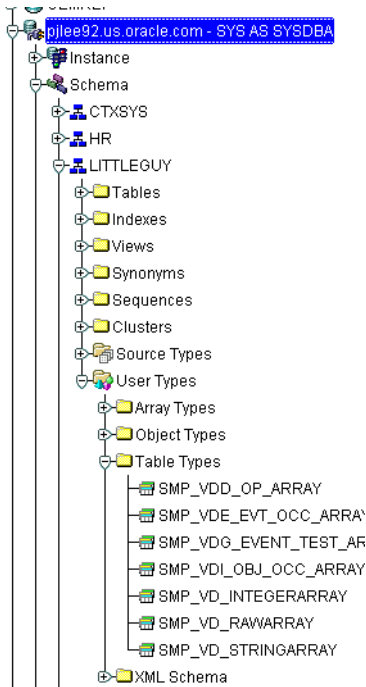 pjlee92.us.oracle.com - SYS AS SYSDBA
Instance
Schema
CTXSYS
HR
LITTLEGUY
Tables
Indexes
Views
Synonyms
Sequences
Clusters
Source Types
User Types
Array Types
Object Types
Table Types
SMP_VDD_OP_ARRAY
SMP_VDE_EVT_OCC_ARRAY
SMP_VDG_EVENT_TEST_AR
SMP_VDI_OBJ_OCC_ARRAY
SMP_VD_INTEGERARRAY
SMP_VD_RAWARRAY
SMP_VD_STRINGARRAY
XML Schema